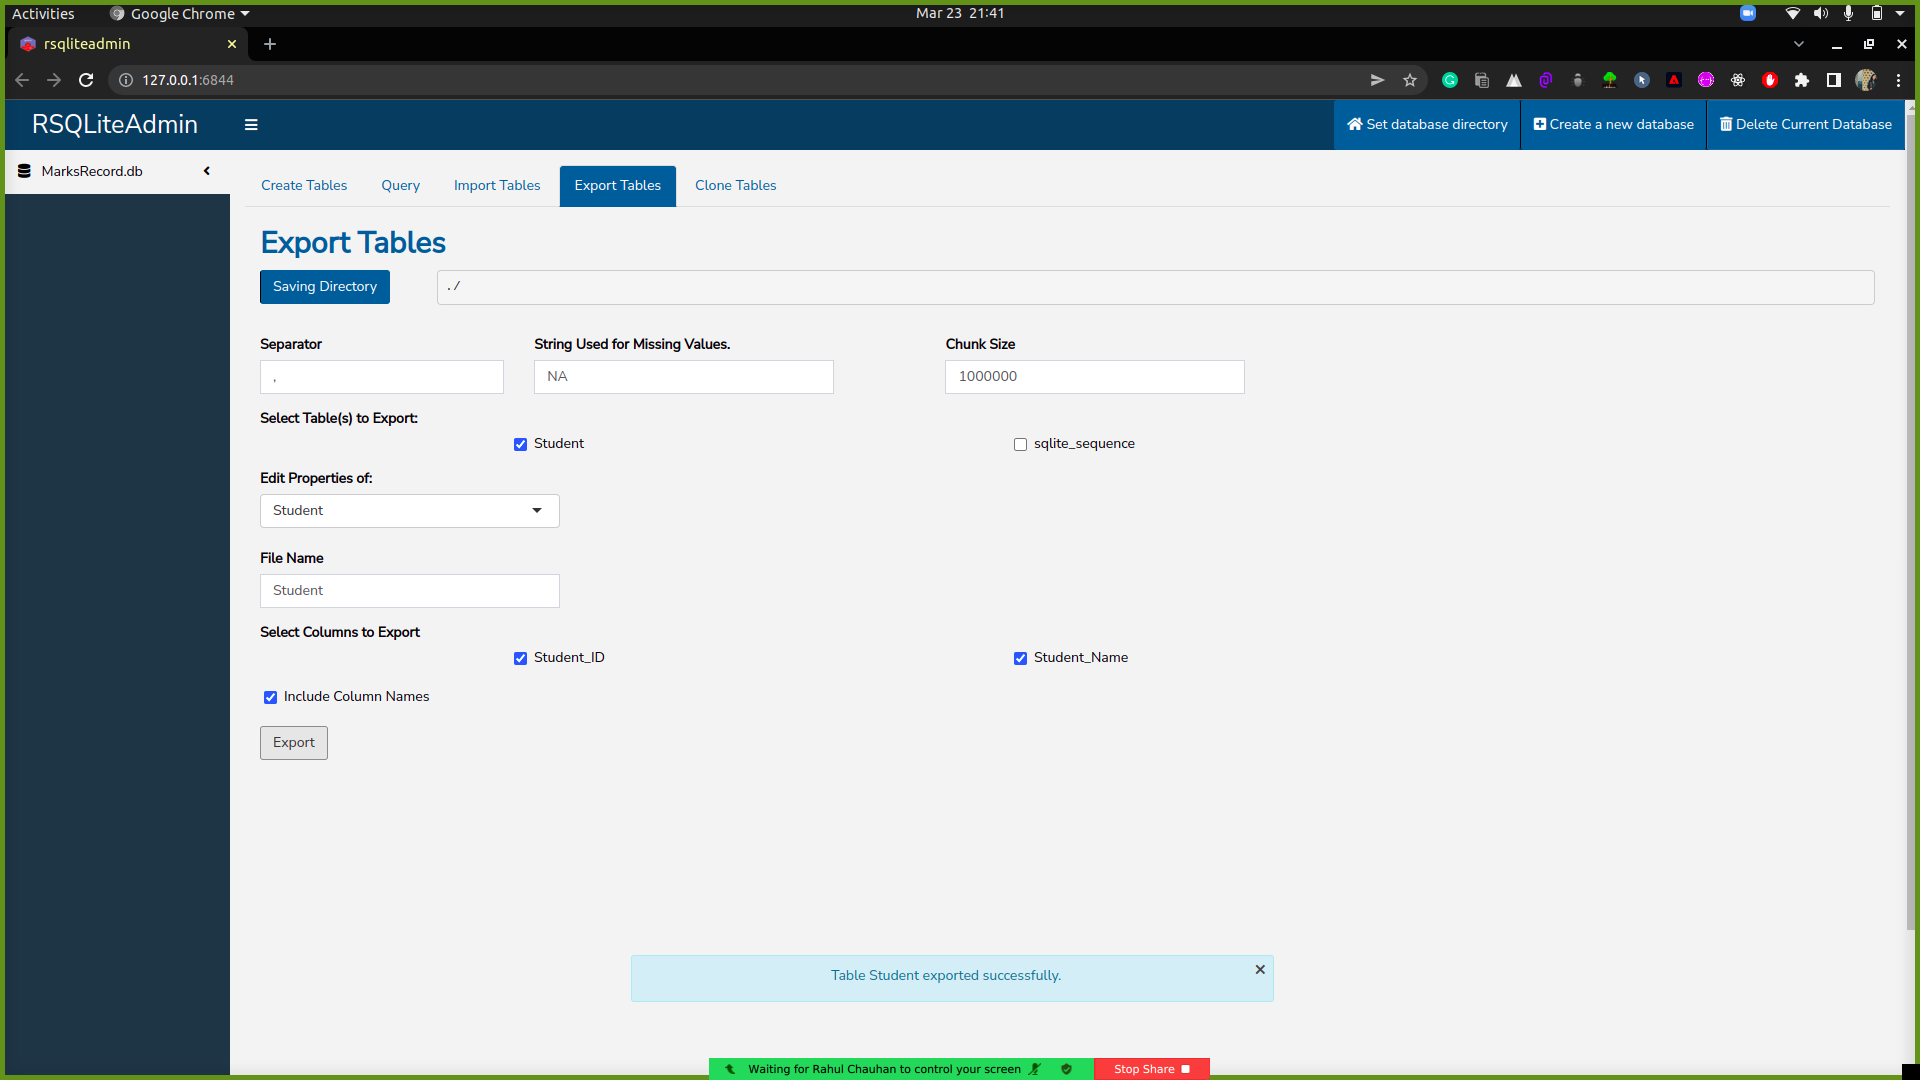 Activities Google Chrome Mar 23 21:41
rsqliteadmin
127.0.0.1:6844
RSQLiteAdmin Set database directory Create a new database Delete Current Database
MarksRecord.db
Create Tables Query Import Tables Export Tables Clone Tables
Export Tables
Saving Directory ./
Separator String Used for Missing Values. Chunk Size
, NA 1000000
Select Table(s) to Export:
Student sqlite_sequence
Edit Properties of:
Student
File Name
Student
Select Columns to Export
Student_ID Student_Name
Include Column Names
Export
Table Student exported successfully.
Waiting for Rahul Chauhan to control your screen Stop Share